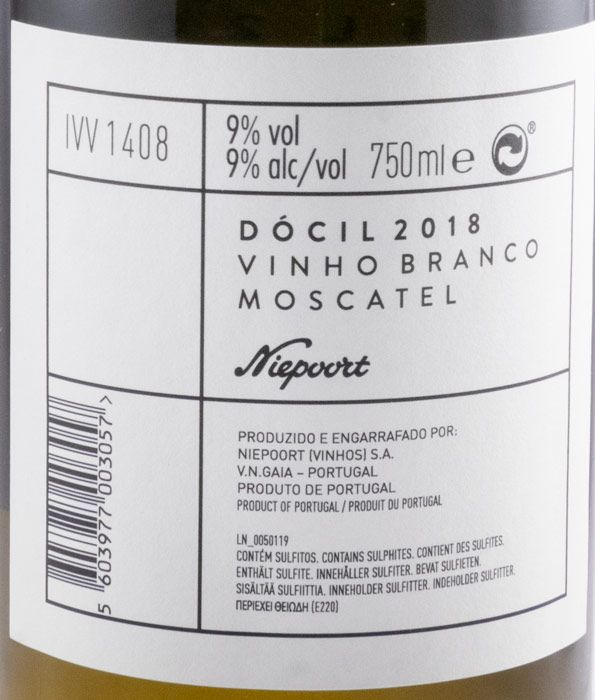 IVV 1408
9% vol
9% alc/vol 750ml e ®
DÓCIL 2018
VINHO BRANCO
MOSCATEL
Niepoort
PRODUZIDO E ENGARRAFADO POR:
NIEPOORT (VINHOS) S.A.
V.N.GAIA – PORTUGAL
PRODUTO DE PORTUGAL
PRODUCT OF PORTUGAL / PRODUIT DU PORTUGAL
LN_0050119
CONTÉM SULFITOS. CONTAINS SULPHITES. CONTIENT DES SULFITES.
ENTHÄLT SULFITE. INNEHÅLLER SULFITER. BEVAT SULFIETEN.
SISÄLTÄÄ SULFIITTIA. INNEHOLDER SULFITTER. INDEHOLDER SULFITTER.
ΠΕΡΙΕΧΕΙ ΘΕΙΩΔΗ (E220)
5 603977 003057 >